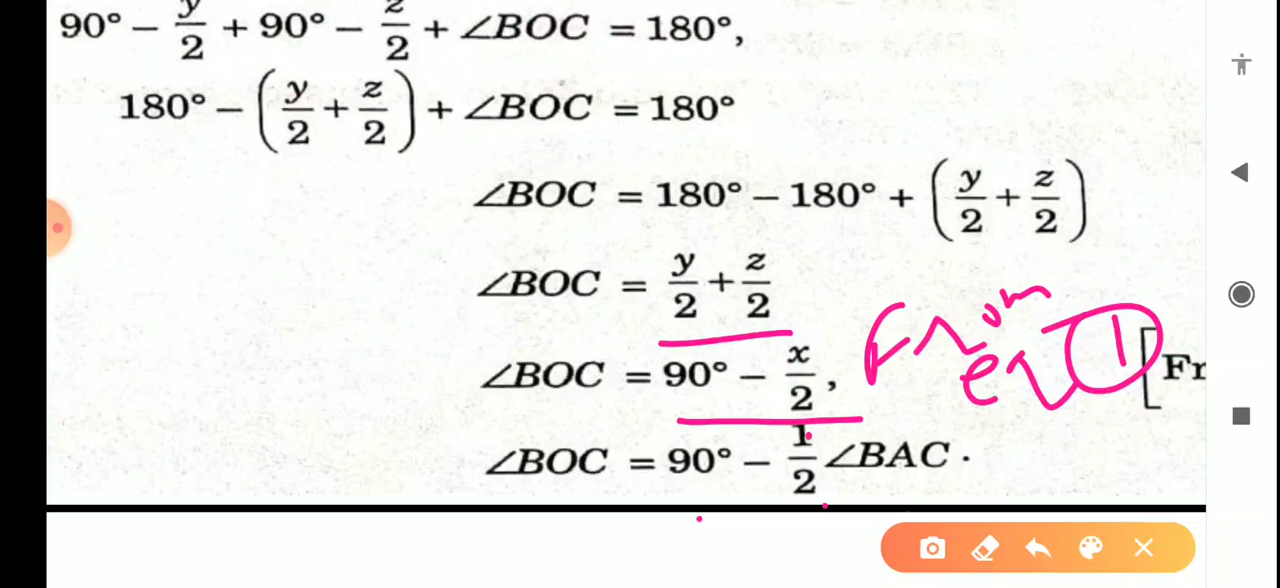 90° − y/2 + 90° − z/2 + ∠BOC = 180°,
180° − (y/2 + z/2) + ∠BOC = 180°
∠BOC = 180° − 180° + (y/2 + z/2)
∠BOC = y/2 + z/2
∠BOC = 90° − x/2, From eq 1 [Fr
∠BOC = 90° − 1/2 ∠BAC.